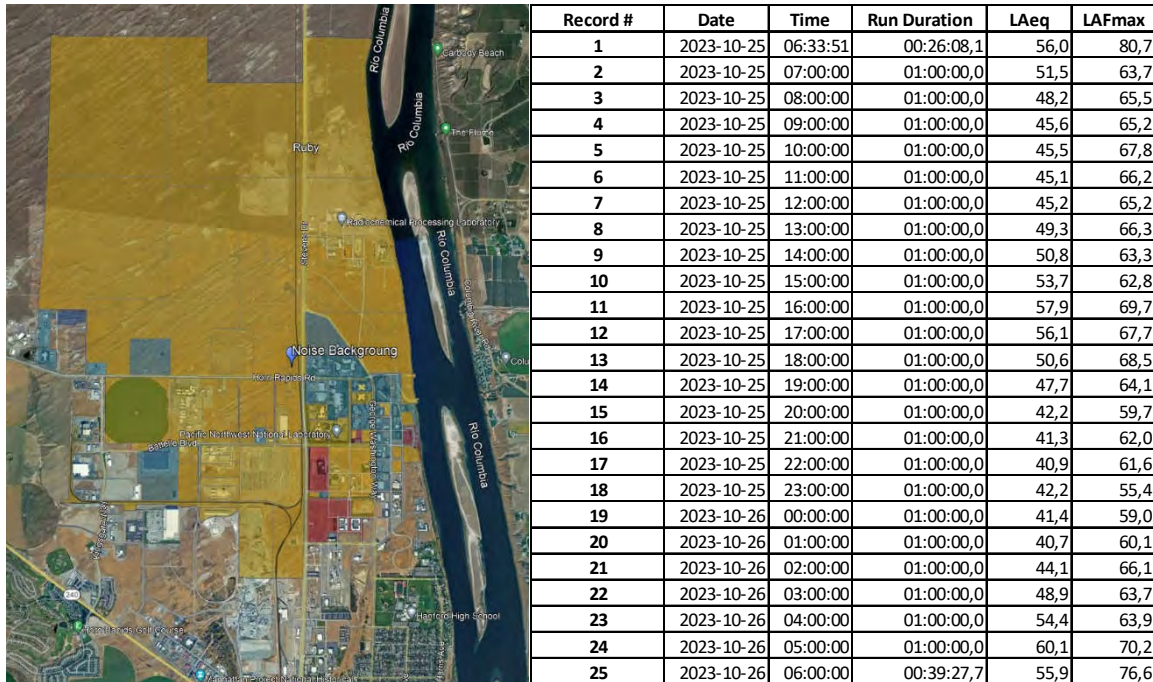 Rio Columbia
Carbody Beach
Rio Columbia
The Flume
Ruby
Radiochemical Processing Laboratory
Stevens Dr
Rio Columbia
Columbia River Rd
Noise Backgroung
Colu
Horn Rapids Rd
George Washington Way
Pacific Northwest National Laboratory
Battelle Blvd
Rio Columbia
240
Horn Rapids Golf Course
Hanford High School
Manhattan Project National Historical
Record # Date Time Run Duration LAeq LAFmax
1 2023-10-25 06:33:51 00:26:08,1 56,0 80,7
2 2023-10-25 07:00:00 01:00:00,0 51,5 63,7
3 2023-10-25 08:00:00 01:00:00,0 48,2 65,5
4 2023-10-25 09:00:00 01:00:00,0 45,6 65,2
5 2023-10-25 10:00:00 01:00:00,0 45,5 67,8
6 2023-10-25 11:00:00 01:00:00,0 45,1 66,2
7 2023-10-25 12:00:00 01:00:00,0 45,2 65,2
8 2023-10-25 13:00:00 01:00:00,0 49,3 66,3
9 2023-10-25 14:00:00 01:00:00,0 50,8 63,3
10 2023-10-25 15:00:00 01:00:00,0 53,7 62,8
11 2023-10-25 16:00:00 01:00:00,0 57,9 69,7
12 2023-10-25 17:00:00 01:00:00,0 56,1 67,7
13 2023-10-25 18:00:00 01:00:00,0 50,6 68,5
14 2023-10-25 19:00:00 01:00:00,0 47,7 64,1
15 2023-10-25 20:00:00 01:00:00,0 42,2 59,7
16 2023-10-25 21:00:00 01:00:00,0 41,3 62,0
17 2023-10-25 22:00:00 01:00:00,0 40,9 61,6
18 2023-10-25 23:00:00 01:00:00,0 42,2 55,4
19 2023-10-26 00:00:00 01:00:00,0 41,4 59,0
20 2023-10-26 01:00:00 01:00:00,0 40,7 60,1
21 2023-10-26 02:00:00 01:00:00,0 44,1 66,1
22 2023-10-26 03:00:00 01:00:00,0 48,9 63,7
23 2023-10-26 04:00:00 01:00:00,0 54,4 63,9
24 2023-10-26 05:00:00 01:00:00,0 60,1 70,2
25 2023-10-26 06:00:00 00:39:27,7 55,9 76,6